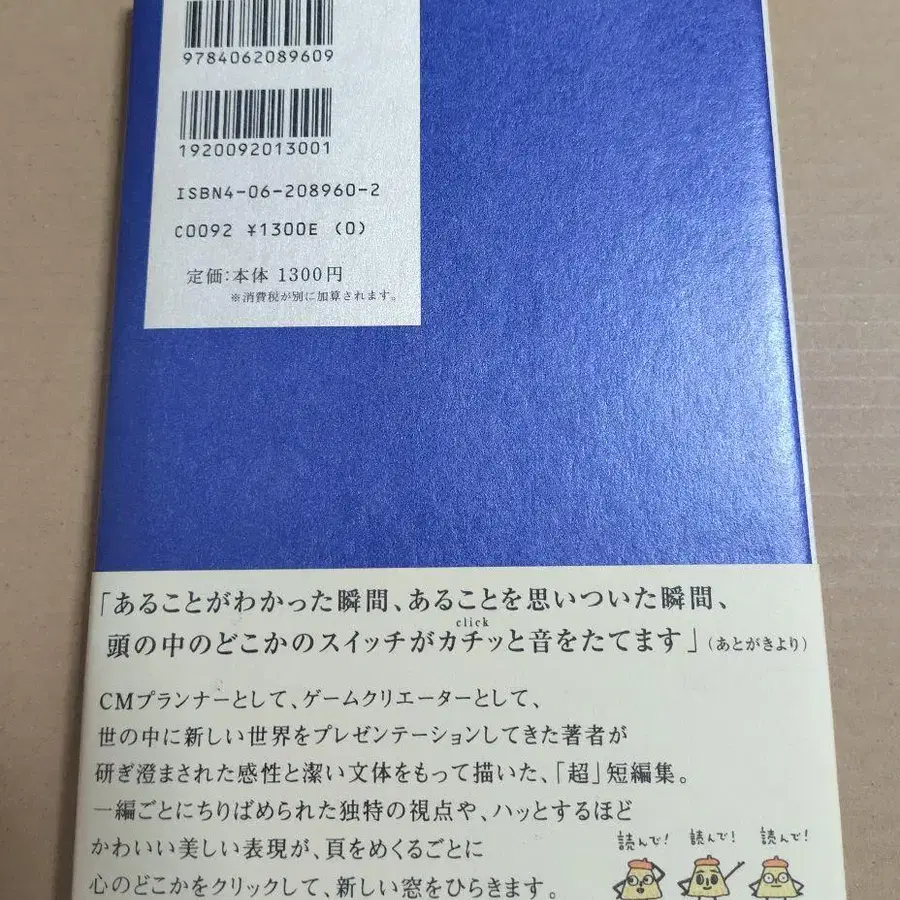 9784062089609
1920092013001
ISBN4-06-208960-2
C0092 ¥1300E (0)
定価:本体 1300円
※消費税が別に加算されます。
「あることがわかった瞬間、あることを思いついた瞬間、
click
頭の中のどこかのスイッチがカチッと音をたてます」(あとがきより)
CMプランナーとして、ゲームクリエーターとして、
世の中に新しい世界をプレゼンテーションしてきた著者が
研ぎ澄まされた感性と潔い文体をもって描いた、「超」短編集。
一編ごとにちりばめられた独特の視点や、ハッとするほど
かわいい美しい表現が、頁をめくるごとに
心のどこかをクリックして、新しい窓をひらきます。
読んで! 読んで! 読んで!